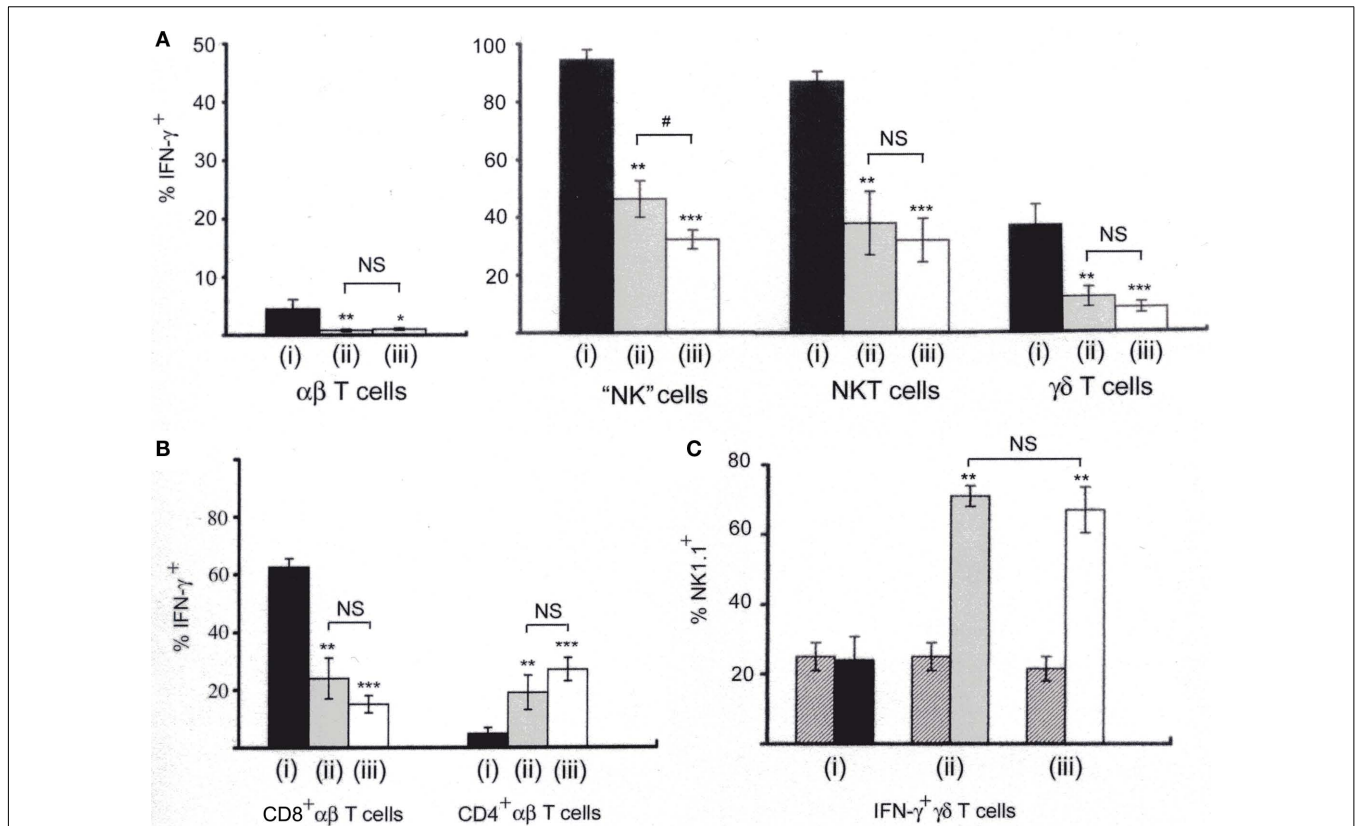 A
50
40
30
20
10
% IFN-γ +
NS
** *
(i) (ii) (iii)
αβ T cells
100
80
60
40
20
#
** ***
(i) (ii) (iii)
"NK" cells
NS
** ***
(i) (ii) (iii)
NKT cells
NS
** ***
(i) (ii) (iii)
γδ T cells
B
80
60
40
20
% IFN-γ +
NS
** ***
(i) (ii) (iii)
CD8+ αβ T cells
NS
** ***
(i) (ii) (iii)
CD4+ αβ T cells
C
80
60
40
20
% NK1.1+
NS
** **
(i) (ii) (iii)
IFN-γ+ γδ T cells